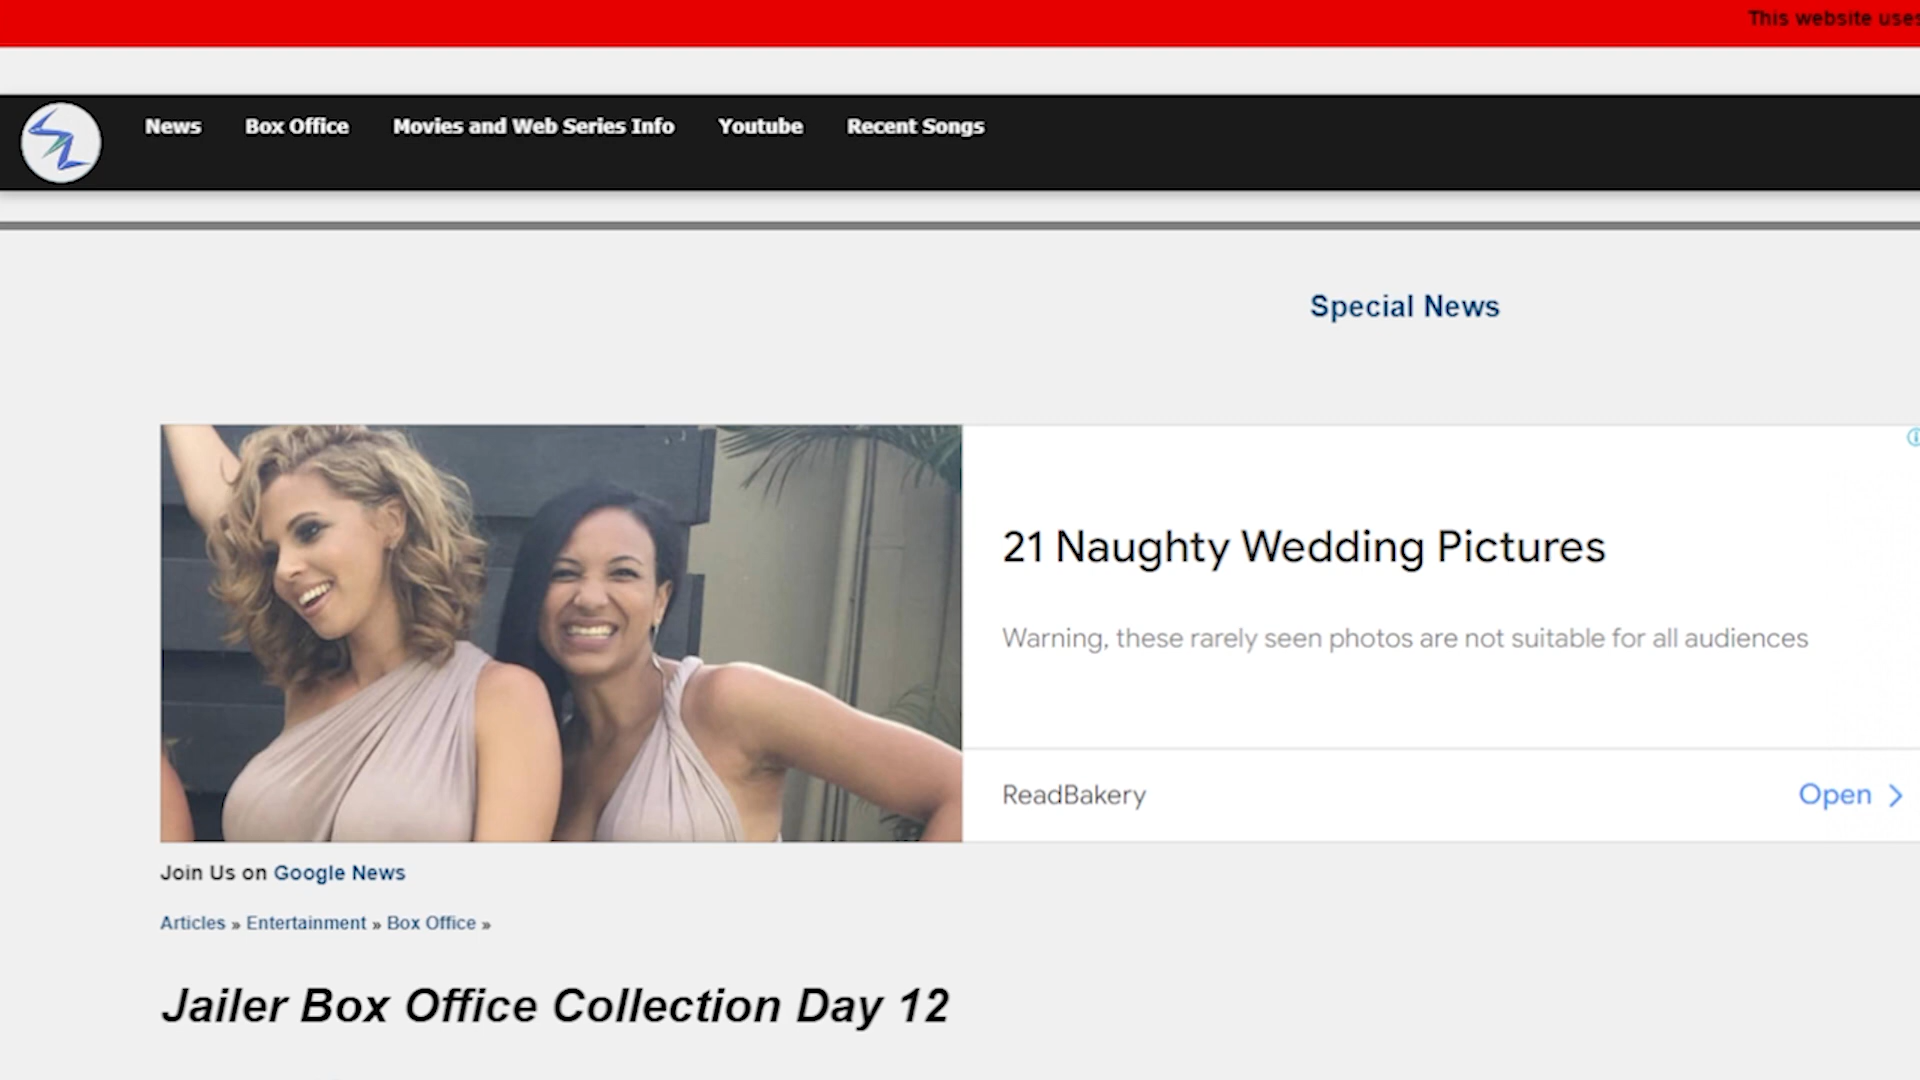 This website uses
News Box Office Movies and Web Series Info Youtube Recent Songs
Special News
21 Naughty Wedding Pictures
Warning, these rarely seen photos are not suitable for all audiences
ReadBakery
Open
Join Us on Google News
Articles » Entertainment » Box Office »
Jailer Box Office Collection Day 12